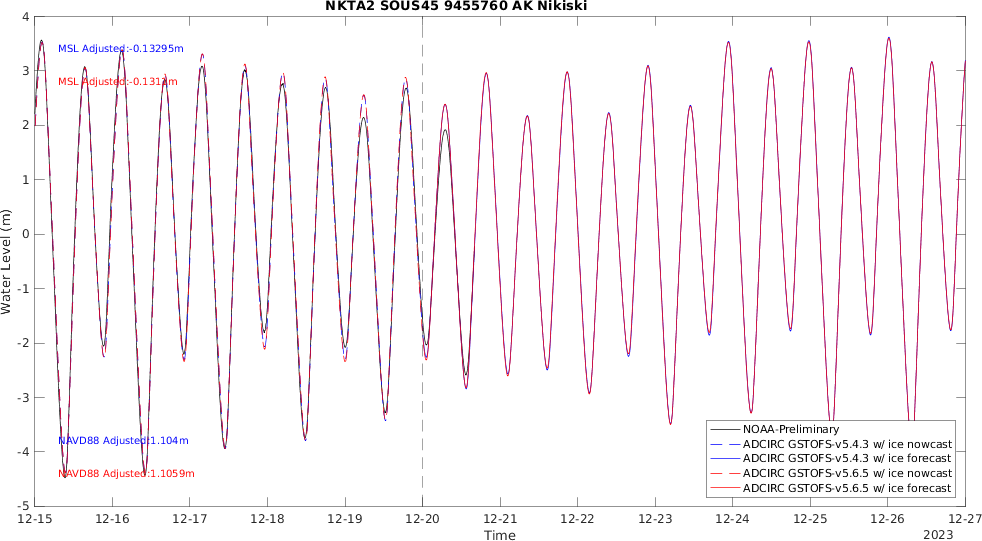 NKTA2 SOUS45 9455760 AK Nikiski
4
3
2
1
0
-1
-2
-3
-4
-5
Water Level (m)
MSL Adjusted:-0.13295m
MSL Adjusted:
NAVD88 Adjusted:1.104m
NAVD88 Adjusted:1.1059m
NOAA-Preliminary
ADCIRC GSTOFS-v5.4.3 w/ ice nowcast
ADCIRC GSTOFS-v5.4.3 w/ ice forecast
ADCIRC GSTOFS-v5.6.5 w/ ice nowcast
ADCIRC GSTOFS-v5.6.5 w/ ice forecast
12-15 12-16 12-17 12-18 12-19 12-20 12-21 12-22 12-23 12-24 12-25 12-26 12-27
Time
2023